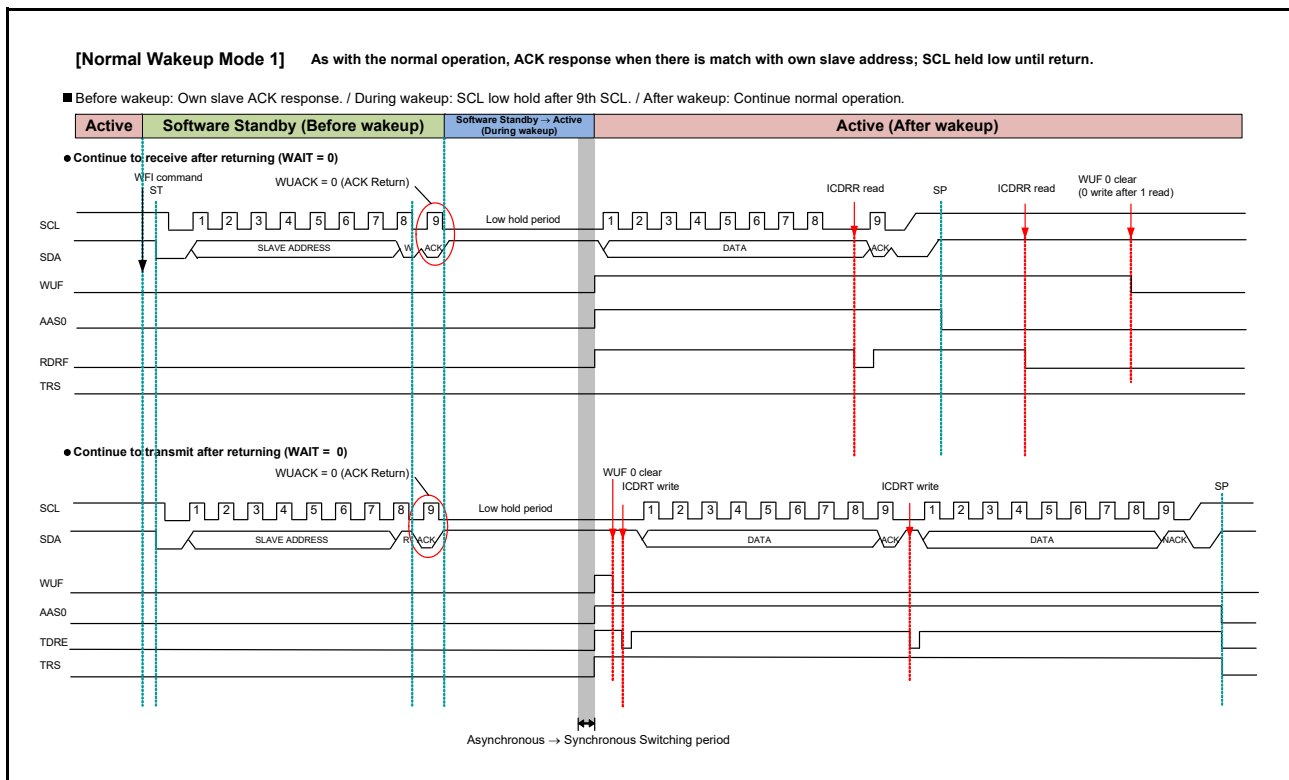 [Normal Wakeup Mode 1] As with the normal operation, ACK response when there is match with own slave address; SCL held low until return.
■ Before wakeup: Own slave ACK response. / During wakeup: SCL low hold after 9th SCL. / After wakeup: Continue normal operation.
Active Software Standby (Before wakeup) Software Standby → Active (During wakeup) Active (After wakeup)
● Continue to receive after returning (WAIT = 0)
WFI command
ST
WUACK = 0 (ACK Return)
ICDRR read
SP
ICDRR read
WUF 0 clear
(0 write after 1 read)
SCL 1 2 3 4 5 6 7 8 9 Low hold period 1 2 3 4 5 6 7 8 9
SDA SLAVE ADDRESS W ACK DATA ACK
WUF
AAS0
RDRF
TRS
● Continue to transmit after returning (WAIT = 0)
WUACK = 0 (ACK Return)
WUF 0 clear
ICDRT write
ICDRT write
SP
SCL 1 2 3 4 5 6 7 8 9 Low hold period 1 2 3 4 5 6 7 8 9 1 2 3 4 5 6 7 8 9
SDA SLAVE ADDRESS R ACK DATA ACK DATA NACK
WUF
AAS0
TDRE
TRS
Asynchronous → Synchronous Switching period